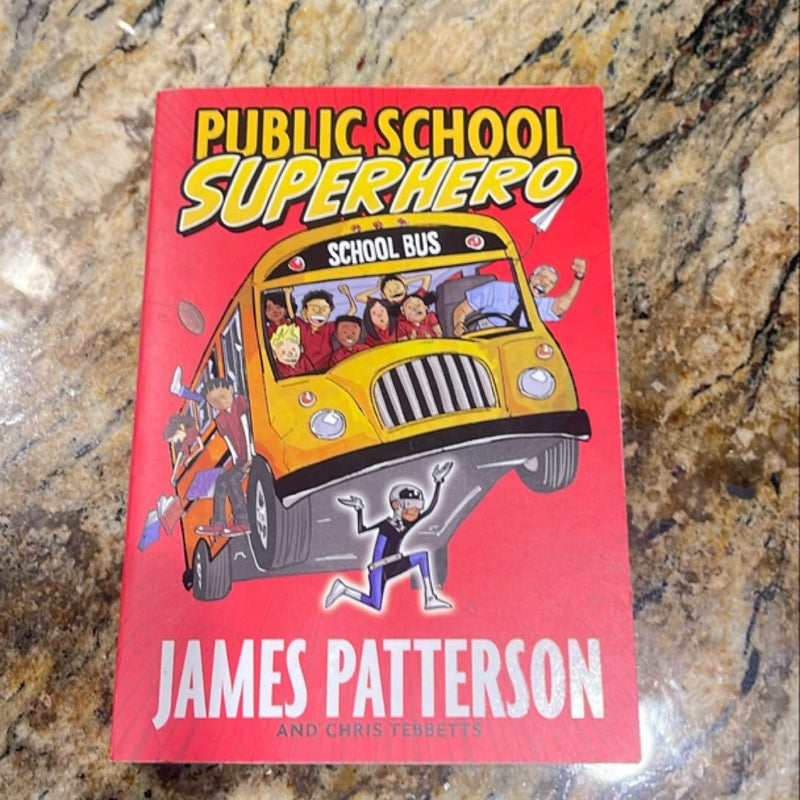 PUBLIC SCHOOL
SUPERHERO
SCHOOL BUS
JAMES PATTERSON
AND CHRIS TEBBETTS